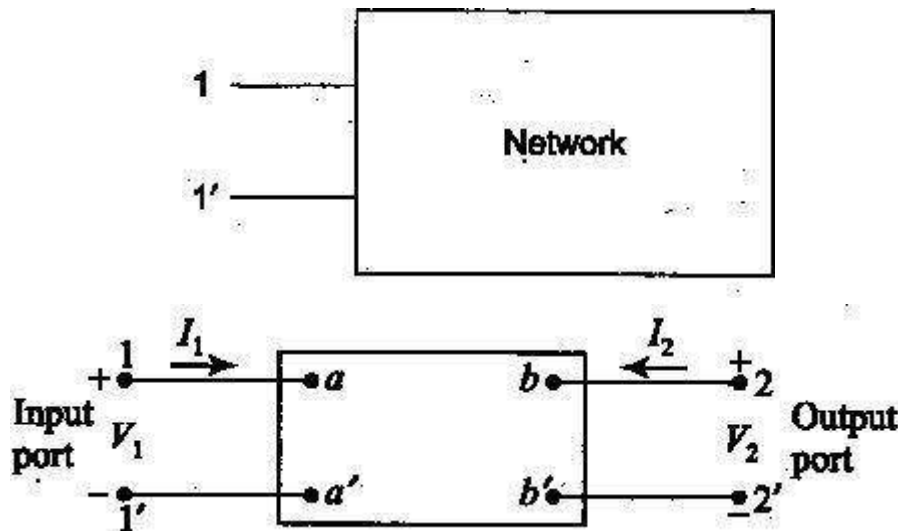 1
Network
1′
I₁
I₂
+ 1
a
b
+ 2
Input port
V₁
V₂
Output port
− 1′
a′
b′
− 2′